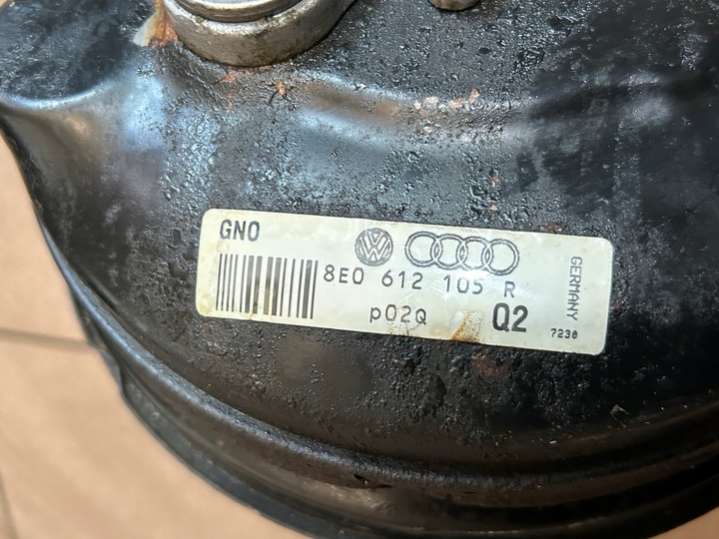 GNO
8E0 612 105 R
p02Q Q2
GERMANY
7238